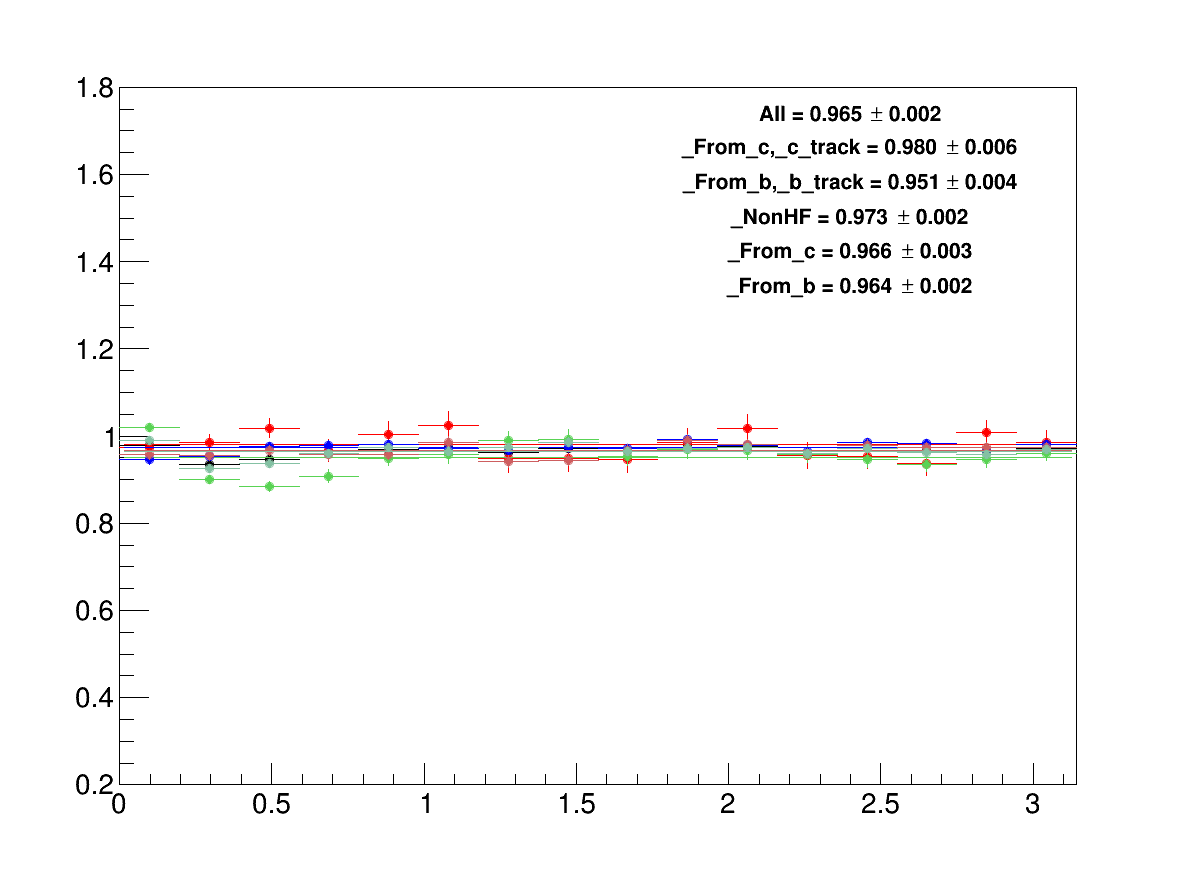 1.8
All = 0.965 ± 0.002
_From_c,_c_track = 0.980 ± 0.006
1.6
_From_b,_b_track = 0.951 ± 0.004
_NonHF = 0.973 ± 0.002
_From_c = 0.966 ± 0.003
1.4
_From_b = 0.964 ± 0.002
1.2
1
0.8
0.6
0.4
0.2
0 0.5 1 1.5 2 2.5 3